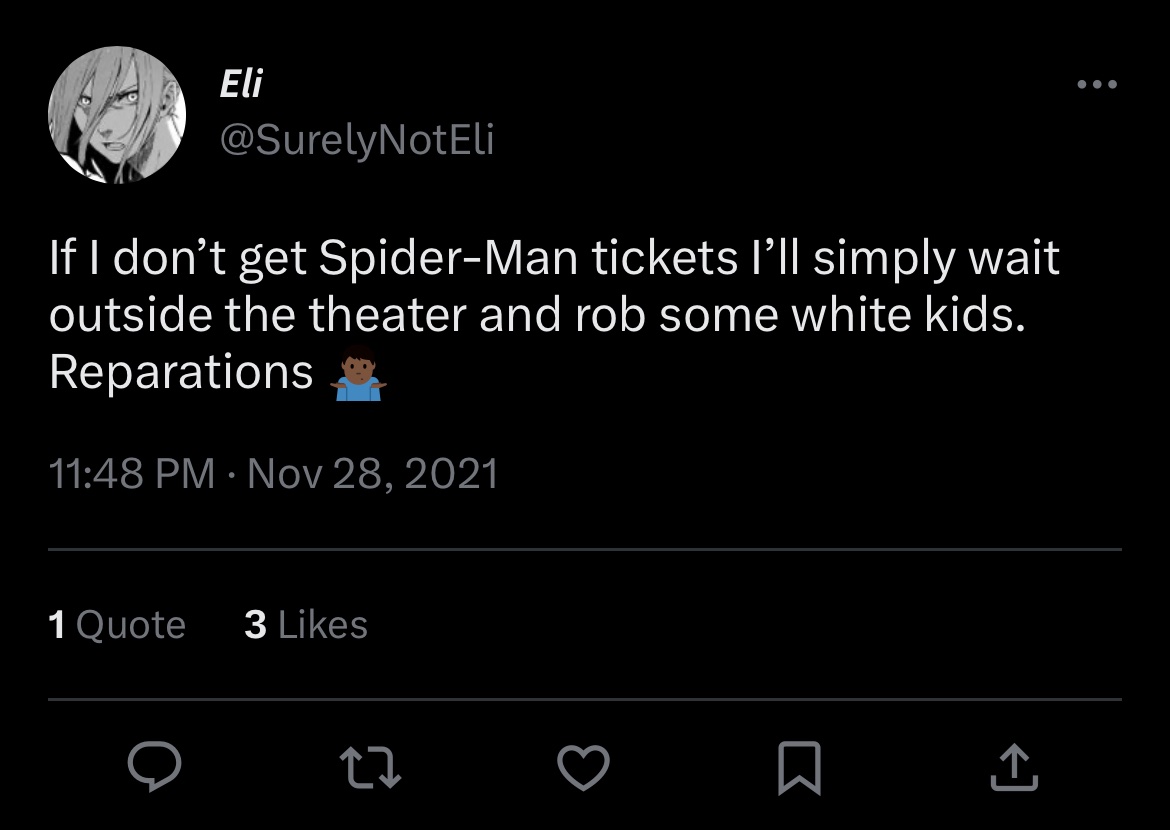 Eli
@SurelyNotEli
If I don’t get Spider-Man tickets I’ll simply wait
outside the theater and rob some white kids.
Reparations 🤷🏾‍♂️
11:48 PM · Nov 28, 2021
1 Quote 3 Likes